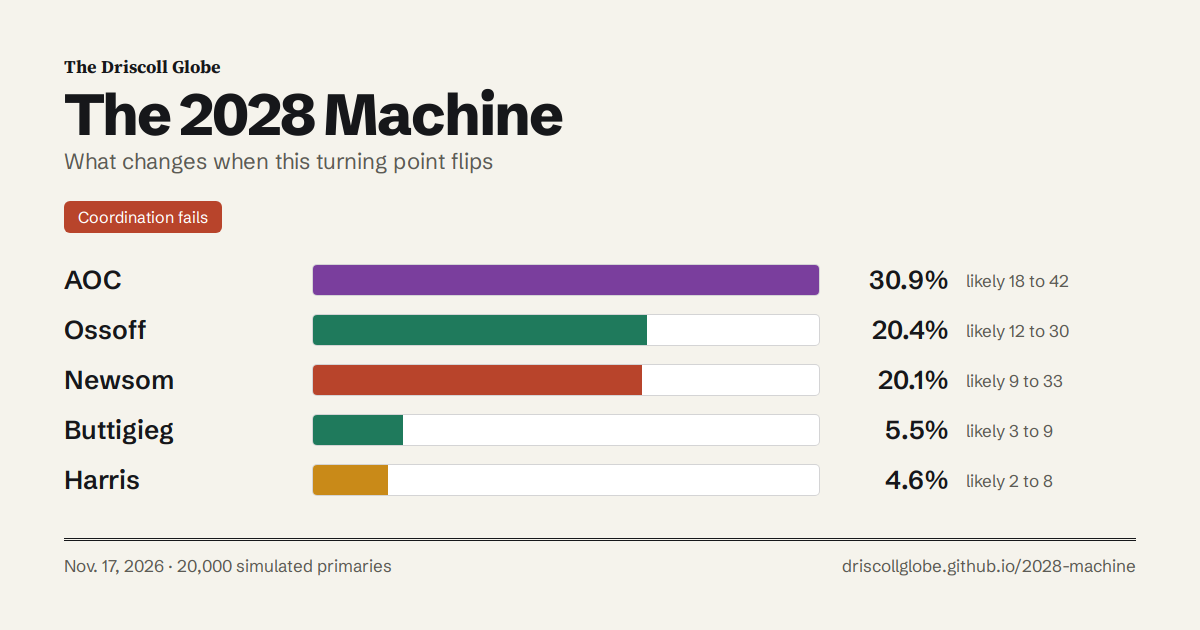 The Driscoll Globe
The 2028 Machine
What changes when this turning point flips
Coordination fails
AOC 30.9% likely 18 to 42
Ossoff 20.4% likely 12 to 30
Newsom 20.1% likely 9 to 33
Buttigieg 5.5% likely 3 to 9
Harris 4.6% likely 2 to 8
Nov. 17, 2026 · 20,000 simulated primaries driscollglobe.github.io/2028-machine